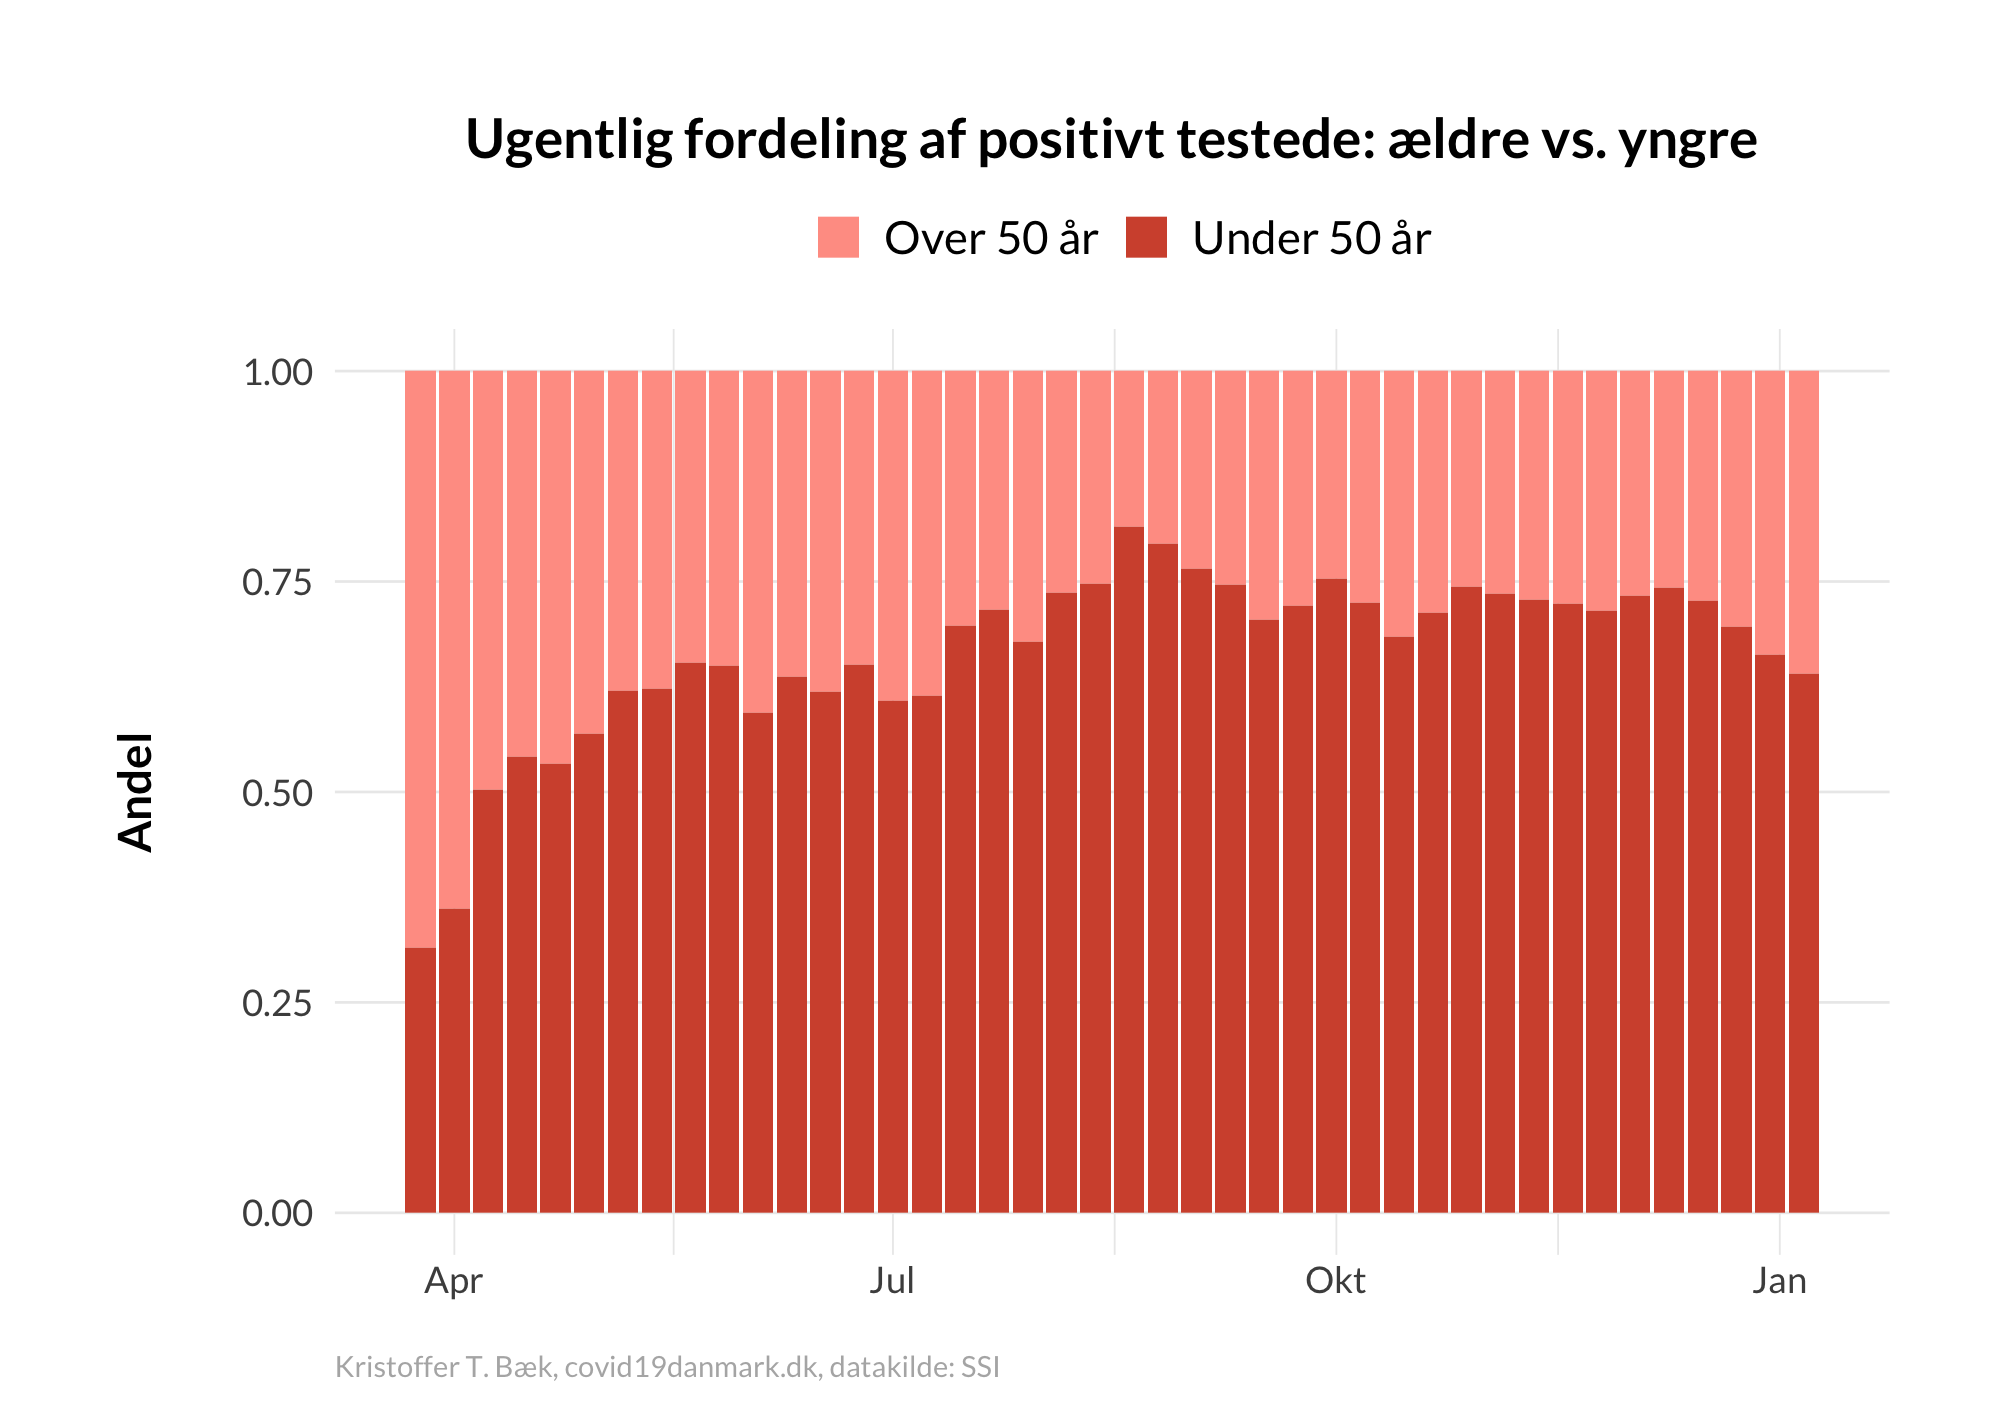 Ugentlig fordeling af positivt testede: ældre vs. yngre
Over 50 år Under 50 år
1.00
0.75
0.50
0.25
0.00
Andel
Apr Jul Okt Jan
Kristoffer T. Bæk, covid19danmark.dk, datakilde: SSI